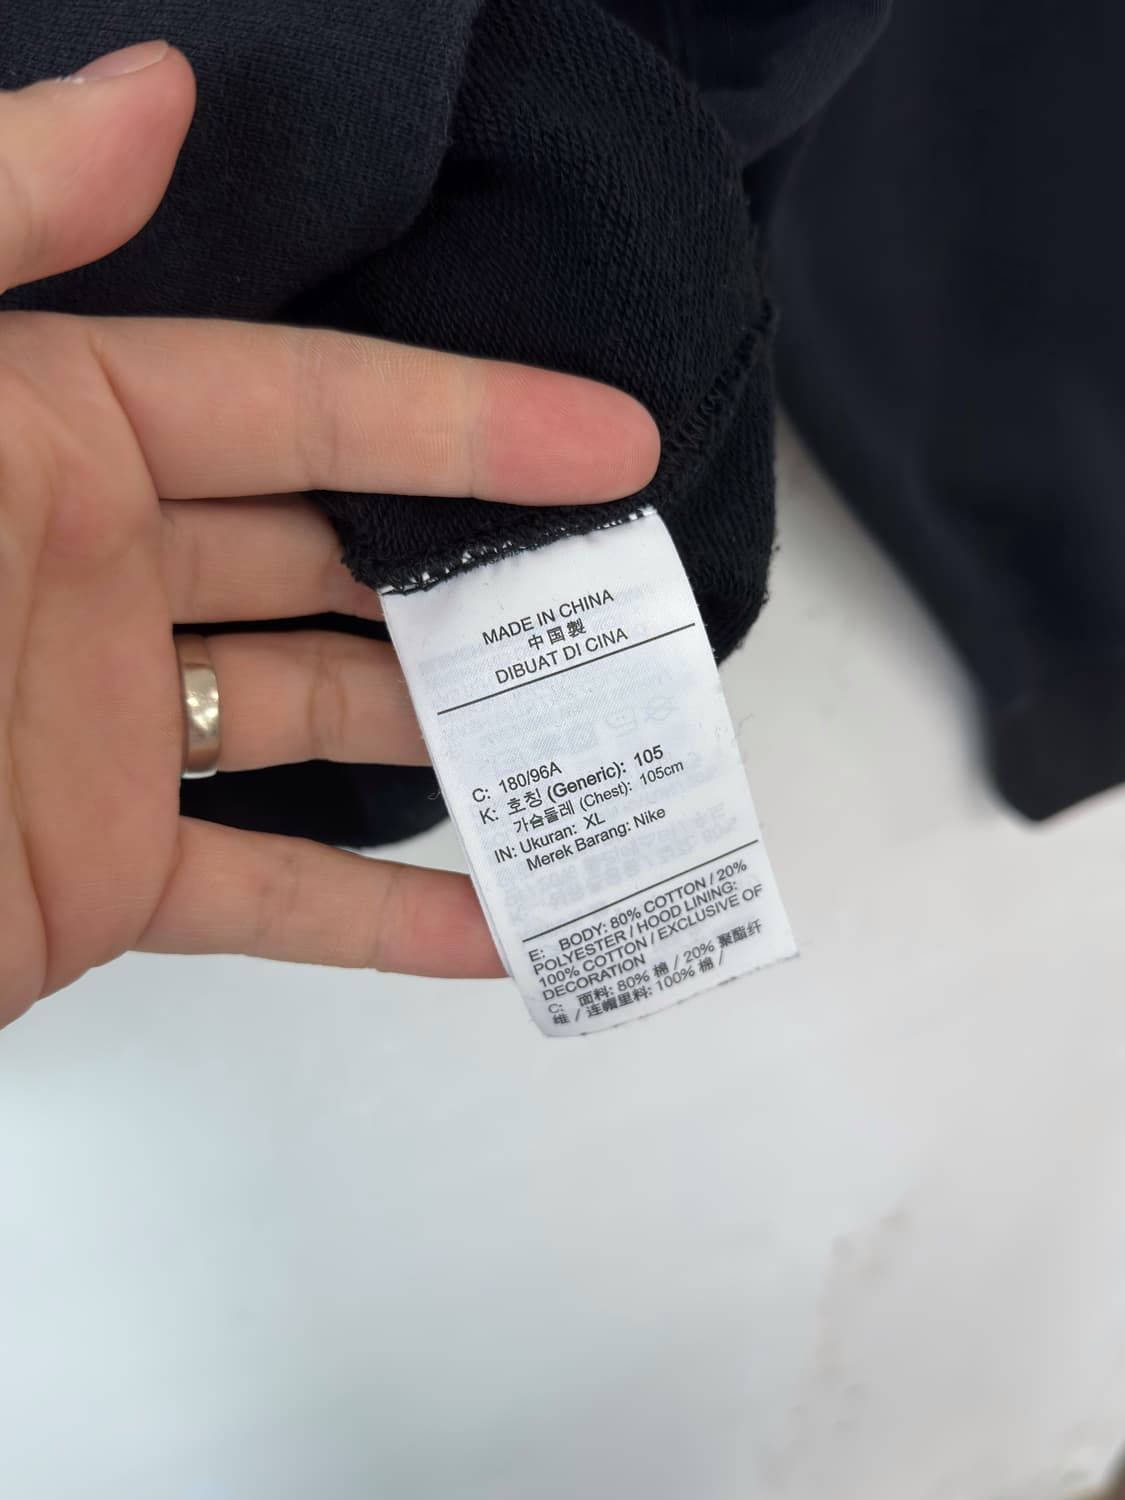 MADE IN CHINA
中国製
DIBUAT DI CINA
C: 180/96A
K: 호칭 (Generic): 105
가슴둘레 (Chest): 105cm
IN: Ukuran: XL
Merek Barang: Nike
E: BODY: 80% COTTON / 20%
POLYESTER / HOOD LINING:
100% COTTON / EXCLUSIVE OF
DECORATION
C: 面料: 80% 棉 / 20% 聚酯纤
维 / 连帽里料: 100% 棉 /